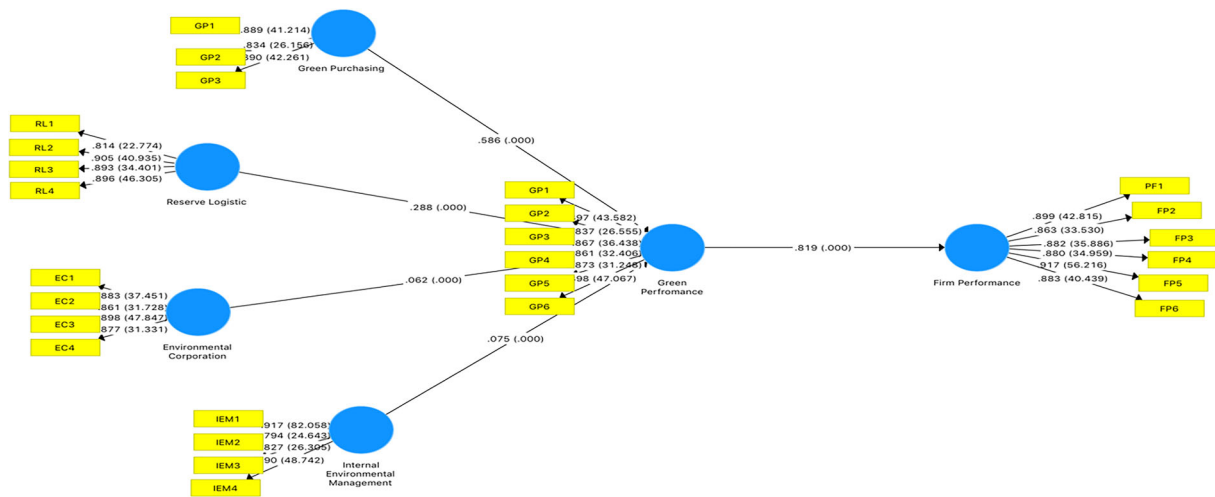 GP1
.889 (41.214)
GP2
.834 (26.156)
GP3
890 (42.261)
Green Purchasing
.586 (.000)
RL1
RL2
RL3
RL4
.814 (22.774)
.905 (40.935)
.893 (34.401)
.896 (46.305)
Reserve Logistic
.288 (.000)
EC1
EC2
EC3
EC4
883 (37.451)
861 (31.728)
898 (47.847)
877 (31.331)
Environmental
Corporation
.062 (.000)
IEM1
IEM2
IEM3
IEM4
.917 (82.058)
794 (24.643)
827 (26.305)
90 (48.742)
Internal
Environmental
Management
.075 (.000)
GP1
GP2
GP3
GP4
GP5
GP6
97 (43.582)
837 (26.555)
867 (36.438)
861 (32.406)
873 (31.248)
98 (47.067)
Green
Perfromance
.819 (.000)
Firm Performance
.899 (42.815)
.863 (33.530)
.882 (35.886)
.880 (34.959)
.917 (56.216)
.883 (40.439)
PF1
FP2
FP3
FP4
FP5
FP6